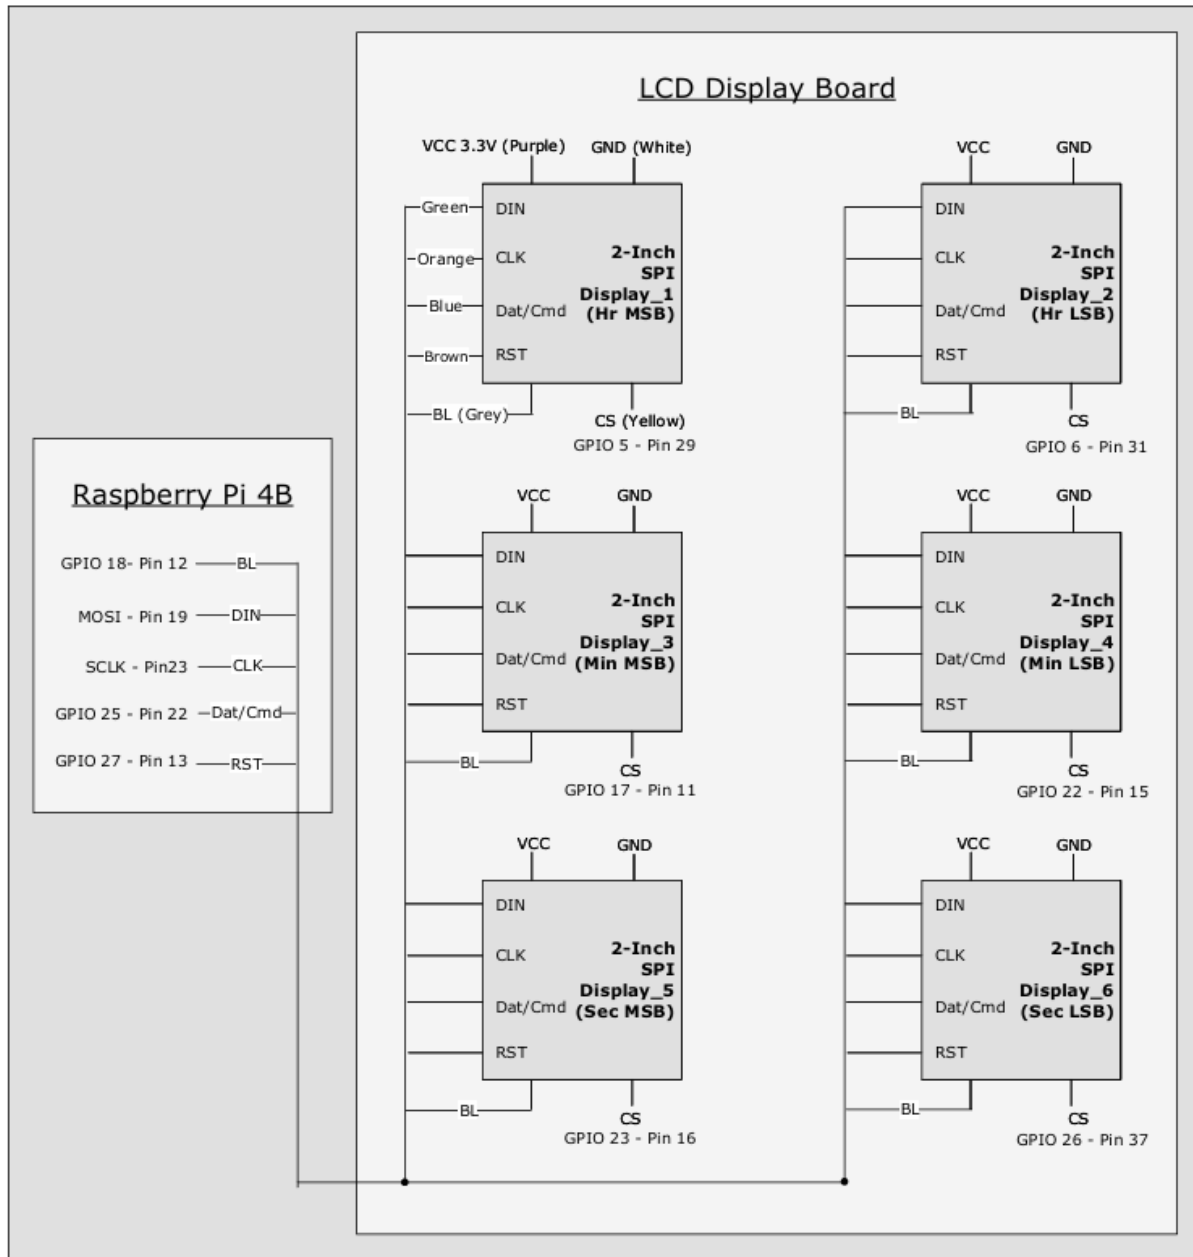 LCD Display Board
VCC 3.3V (Purple)
GND (White)
Green
DIN
Orange
CLK
Blue
Dat/Cmd
Brown
RST
2-Inch
SPI
Display_1
(Hr MSB)
BL (Grey)
CS (Yellow)
GPIO 5 - Pin 29
VCC
GND
DIN
CLK
Dat/Cmd
RST
2-Inch
SPI
Display_2
(Hr LSB)
BL
CS
GPIO 6 - Pin 31
Raspberry Pi 4B
GPIO 18- Pin 12
BL
MOSI - Pin 19
DIN
SCLK - Pin23
CLK
GPIO 25 - Pin 22
Dat/Cmd
GPIO 27 - Pin 13
RST
VCC
GND
DIN
CLK
Dat/Cmd
RST
2-Inch
SPI
Display_3
(Min MSB)
BL
CS
GPIO 17 - Pin 11
VCC
GND
DIN
CLK
Dat/Cmd
RST
2-Inch
SPI
Display_4
(Min LSB)
BL
CS
GPIO 22 - Pin 15
VCC
GND
DIN
CLK
Dat/Cmd
RST
2-Inch
SPI
Display_5
(Sec MSB)
BL
CS
GPIO 23 - Pin 16
VCC
GND
DIN
CLK
Dat/Cmd
RST
2-Inch
SPI
Display_6
(Sec LSB)
BL
CS
GPIO 26 - Pin 37